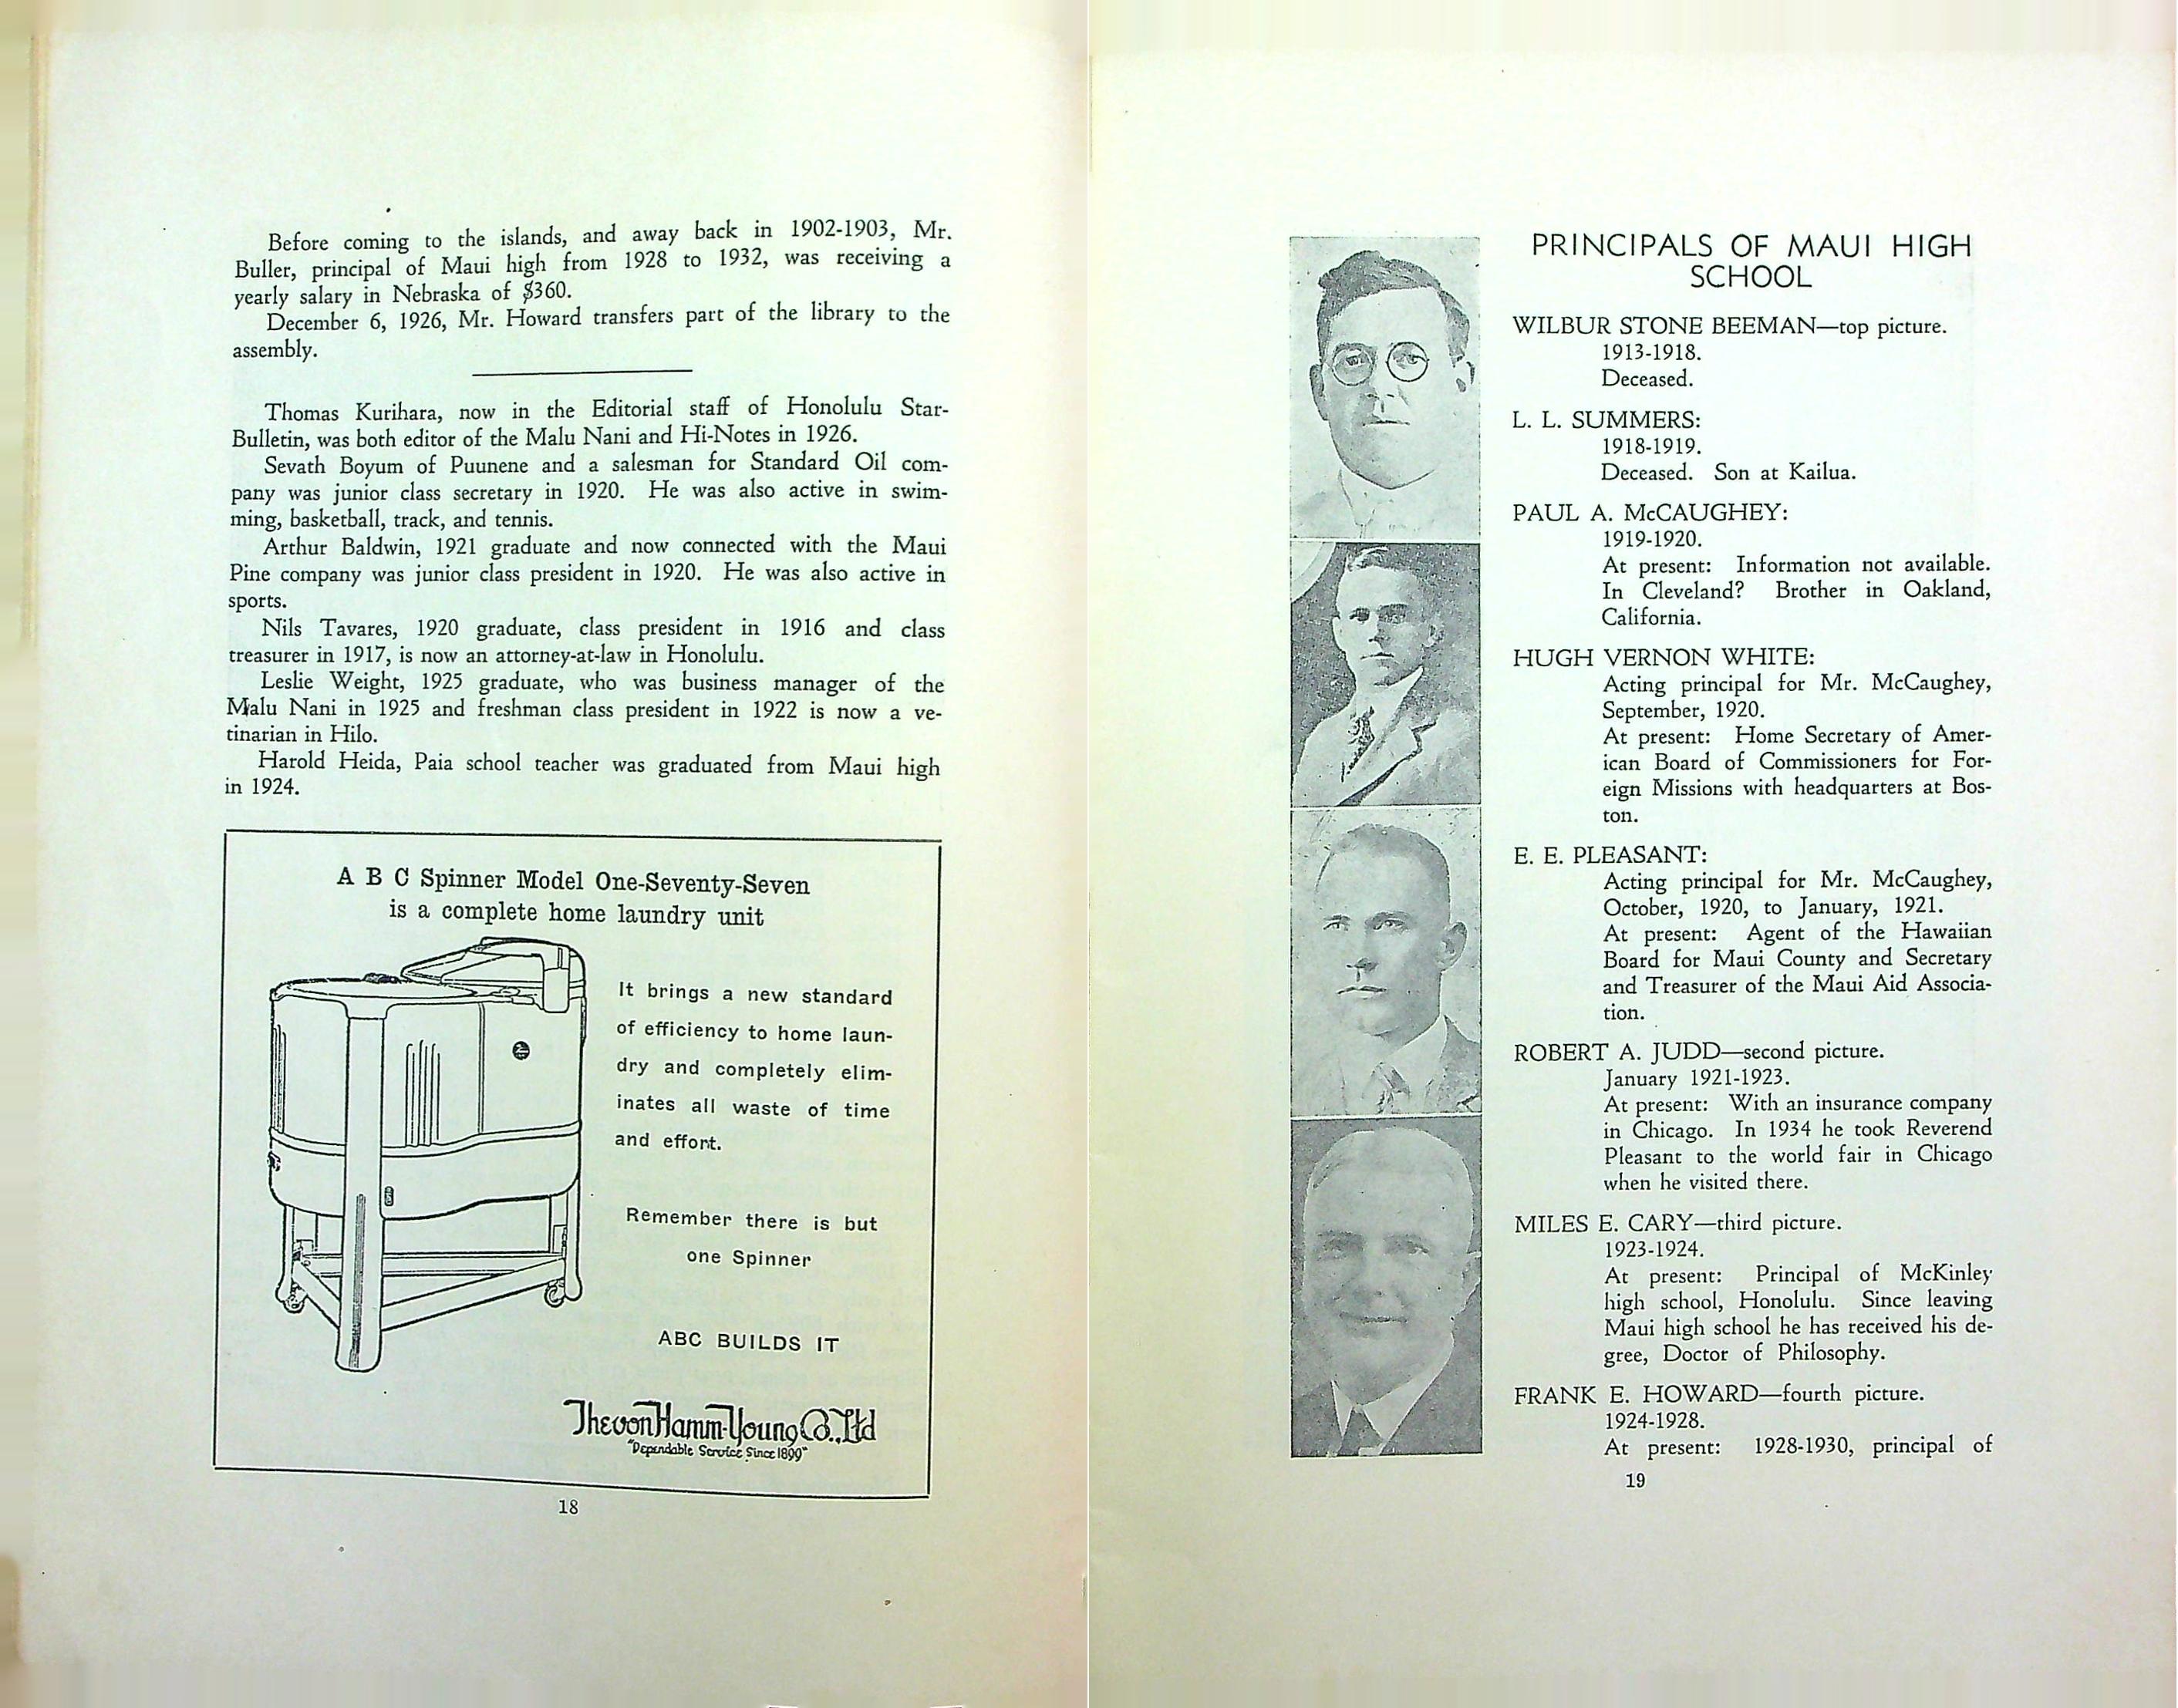 Before coming to the islands, and away back in 1902-1903, Mr.
Buller, principal of Maui high from 1928 to 1932, was receiving a
yearly salary in Nebraska of $360.
December 6, 1926, Mr. Howard transfers part of the library to the
assembly.
Thomas Kurihara, now in the Editorial staff of Honolulu Star-
Bulletin, was both editor of the Malu Nani and Hi-Notes in 1926.
Sevath Boyum of Puunene and a salesman for Standard Oil com-
pany was junior class secretary in 1920. He was also active in swim-
ming, basketball, track, and tennis.
Arthur Baldwin, 1921 graduate and now connected with the Maui
Pine company was junior class president in 1920. He was also active in
sports.
Nils Tavares, 1920 graduate, class president in 1916 and class
treasurer in 1917, is now an attorney-at-law in Honolulu.
Leslie Weight, 1925 graduate, who was business manager of the
Malu Nani in 1925 and freshman class president in 1922 is now a ve-
tinarian in Hilo.
Harold Heida, Paia school teacher was graduated from Maui high
in 1924.
A B C Spinner Model One-Seventy-Seven
is a complete home laundry unit
It brings a new standard
of efficiency to home laun-
dry and completely elim-
inates all waste of time
and effort.
Remember there is but
one Spinner
ABC BUILDS IT
The von Hamm-Young Co., Ltd
"Dependable Service Since 1899"
18
PRINCIPALS OF MAUI HIGH
SCHOOL
WILBUR STONE BEEMAN—top picture.
1913-1918.
Deceased.
L. L. SUMMERS:
1918-1919.
Deceased. Son at Kailua.
PAUL A. McCAUGHEY:
1919-1920.
At present: Information not available.
In Cleveland? Brother in Oakland,
California.
HUGH VERNON WHITE:
Acting principal for Mr. McCaughey,
September, 1920.
At present: Home Secretary of Amer-
ican Board of Commissioners for For-
eign Missions with headquarters at Bos-
ton.
E. E. PLEASANT:
Acting principal for Mr. McCaughey,
October, 1920, to January, 1921.
At present: Agent of the Hawaiian
Board for Maui County and Secretary
and Treasurer of the Maui Aid Associa-
tion.
ROBERT A. JUDD—second picture.
January 1921-1923.
At present: With an insurance company
in Chicago. In 1934 he took Reverend
Pleasant to the world fair in Chicago
when he visited there.
MILES E. CARY—third picture.
1923-1924.
At present: Principal of McKinley
high school, Honolulu. Since leaving
Maui high school he has received his de-
gree, Doctor of Philosophy.
FRANK E. HOWARD—fourth picture.
1924-1928.
At present: 1928-1930, principal of
19